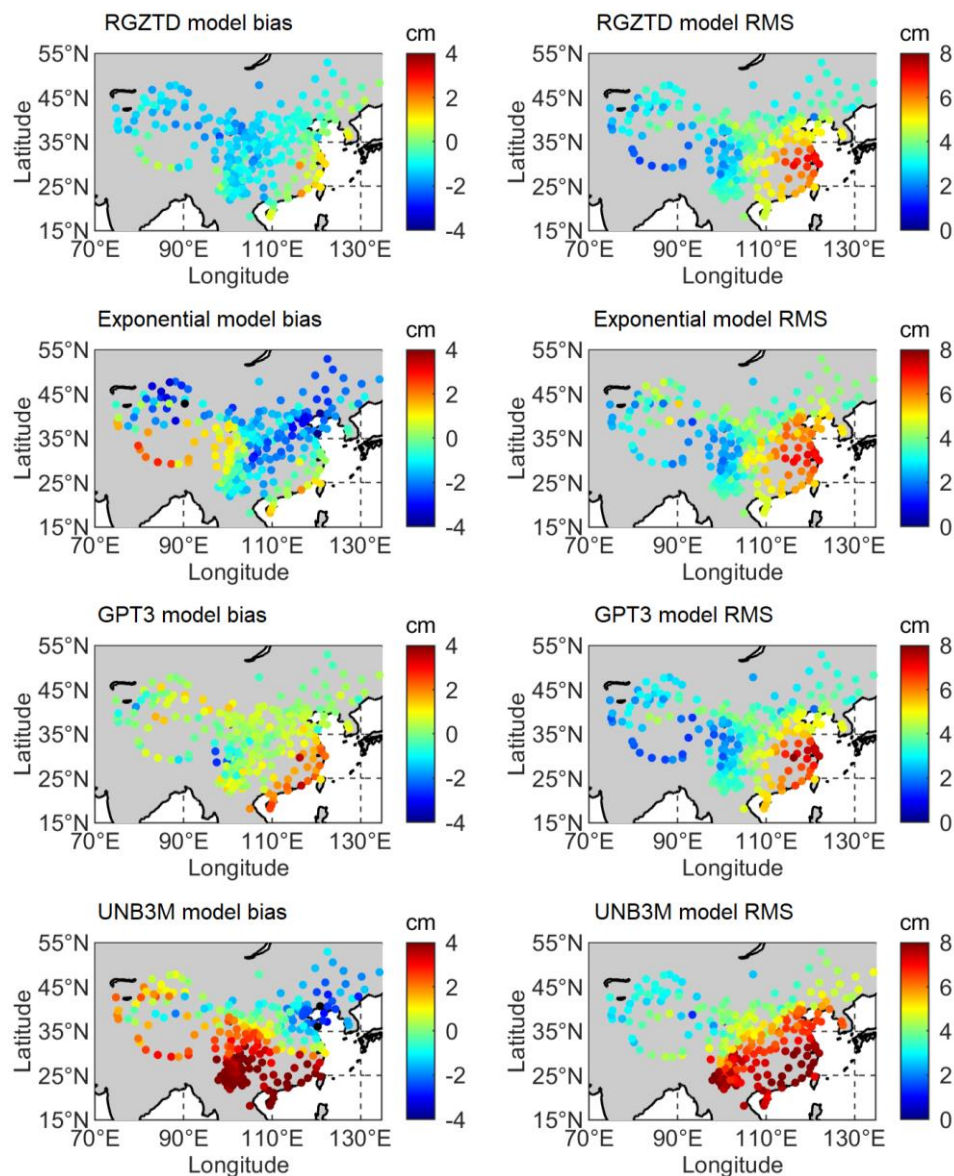 RGZTD model bias
cm
55°N
45°N
35°N
25°N
15°N
Latitude
70°E 90°E 110°E 130°E
Longitude
4
2
0
-2
-4
RGZTD model RMS
cm
55°N
45°N
35°N
25°N
15°N
Latitude
70°E 90°E 110°E 130°E
Longitude
8
6
4
2
0
Exponential model bias
cm
55°N
45°N
35°N
25°N
15°N
Latitude
70°E 90°E 110°E 130°E
Longitude
4
2
0
-2
-4
Exponential model RMS
cm
55°N
45°N
35°N
25°N
15°N
Latitude
70°E 90°E 110°E 130°E
Longitude
8
6
4
2
0
GPT3 model bias
cm
55°N
45°N
35°N
25°N
15°N
Latitude
70°E 90°E 110°E 130°E
Longitude
4
2
0
-2
-4
GPT3 model RMS
cm
55°N
45°N
35°N
25°N
15°N
Latitude
70°E 90°E 110°E 130°E
Longitude
8
6
4
2
0
UNB3M model bias
cm
55°N
45°N
35°N
25°N
15°N
Latitude
70°E 90°E 110°E 130°E
Longitude
4
2
0
-2
-4
UNB3M model RMS
cm
55°N
45°N
35°N
25°N
15°N
Latitude
70°E 90°E 110°E 130°E
Longitude
8
6
4
2
0